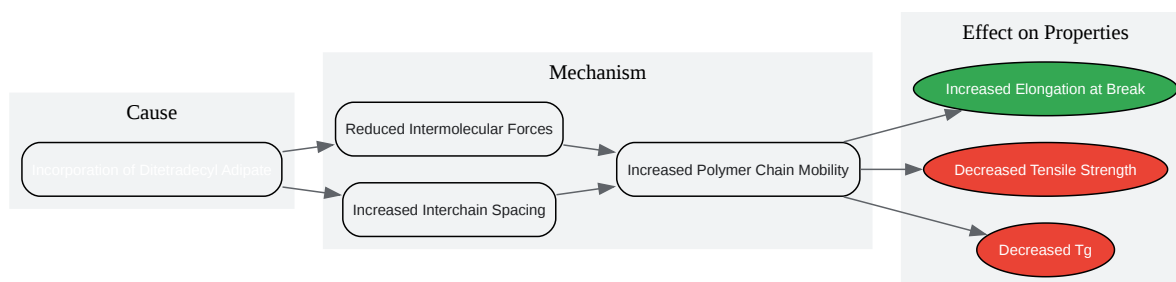 Cause
Incorporation of Ditetradecyl Adipate
Mechanism
Reduced Intermolecular Forces
Increased Interchain Spacing
Increased Polymer Chain Mobility
Effect on Properties
Increased Elongation at Break
Decreased Tensile Strength
Decreased Tg